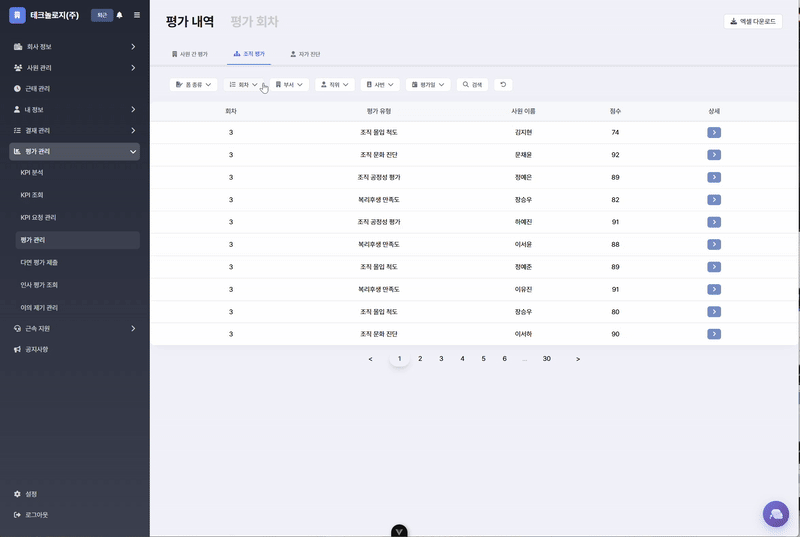 테크놀로지(주) 퇴근
회사 정보
사원 관리
근태 관리
내 정보
결재 관리
평가 관리
KPI 분석
KPI 조회
KPI 요청 관리
평가 관리
다면 평가 제출
인사 평가 조회
이의 제기 관리
근속 지원
공지사항
설정
로그아웃
평가 내역 평가 회차
엑셀 다운로드
사원 간 평가 조직 평가 자가 진단
폼 종류 회차 부서 직위 사번 평가일 검색
회차 평가 유형 사원 이름 점수 상세
3 조직 몰입 척도 김지현 74
3 조직 문화 진단 문재윤 92
3 조직 공정성 평가 정예은 89
3 복리후생 만족도 장승우 82
3 조직 공정성 평가 하예진 91
3 조직 문화 진단 이서윤 88
3 조직 몰입 척도 정예준 89
3 복리후생 만족도 이유진 91
3 조직 몰입 척도 장승우 80
3 조직 문화 진단 이서하 90
< 1 2 3 4 5 6 ... 30 >